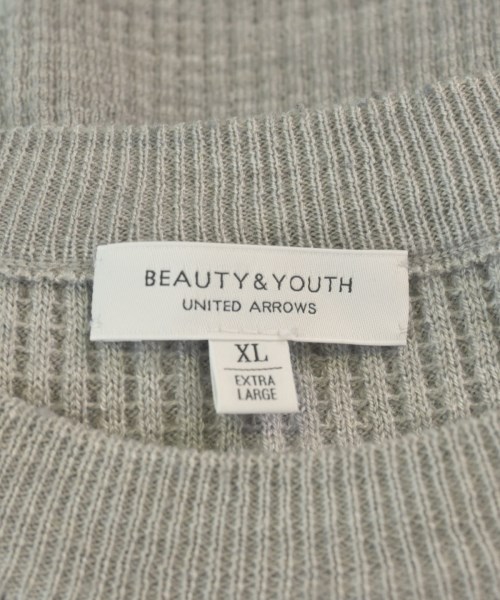 BEAUTY&YOUTH
UNITED ARROWS
XL
EXTRA
LARGE